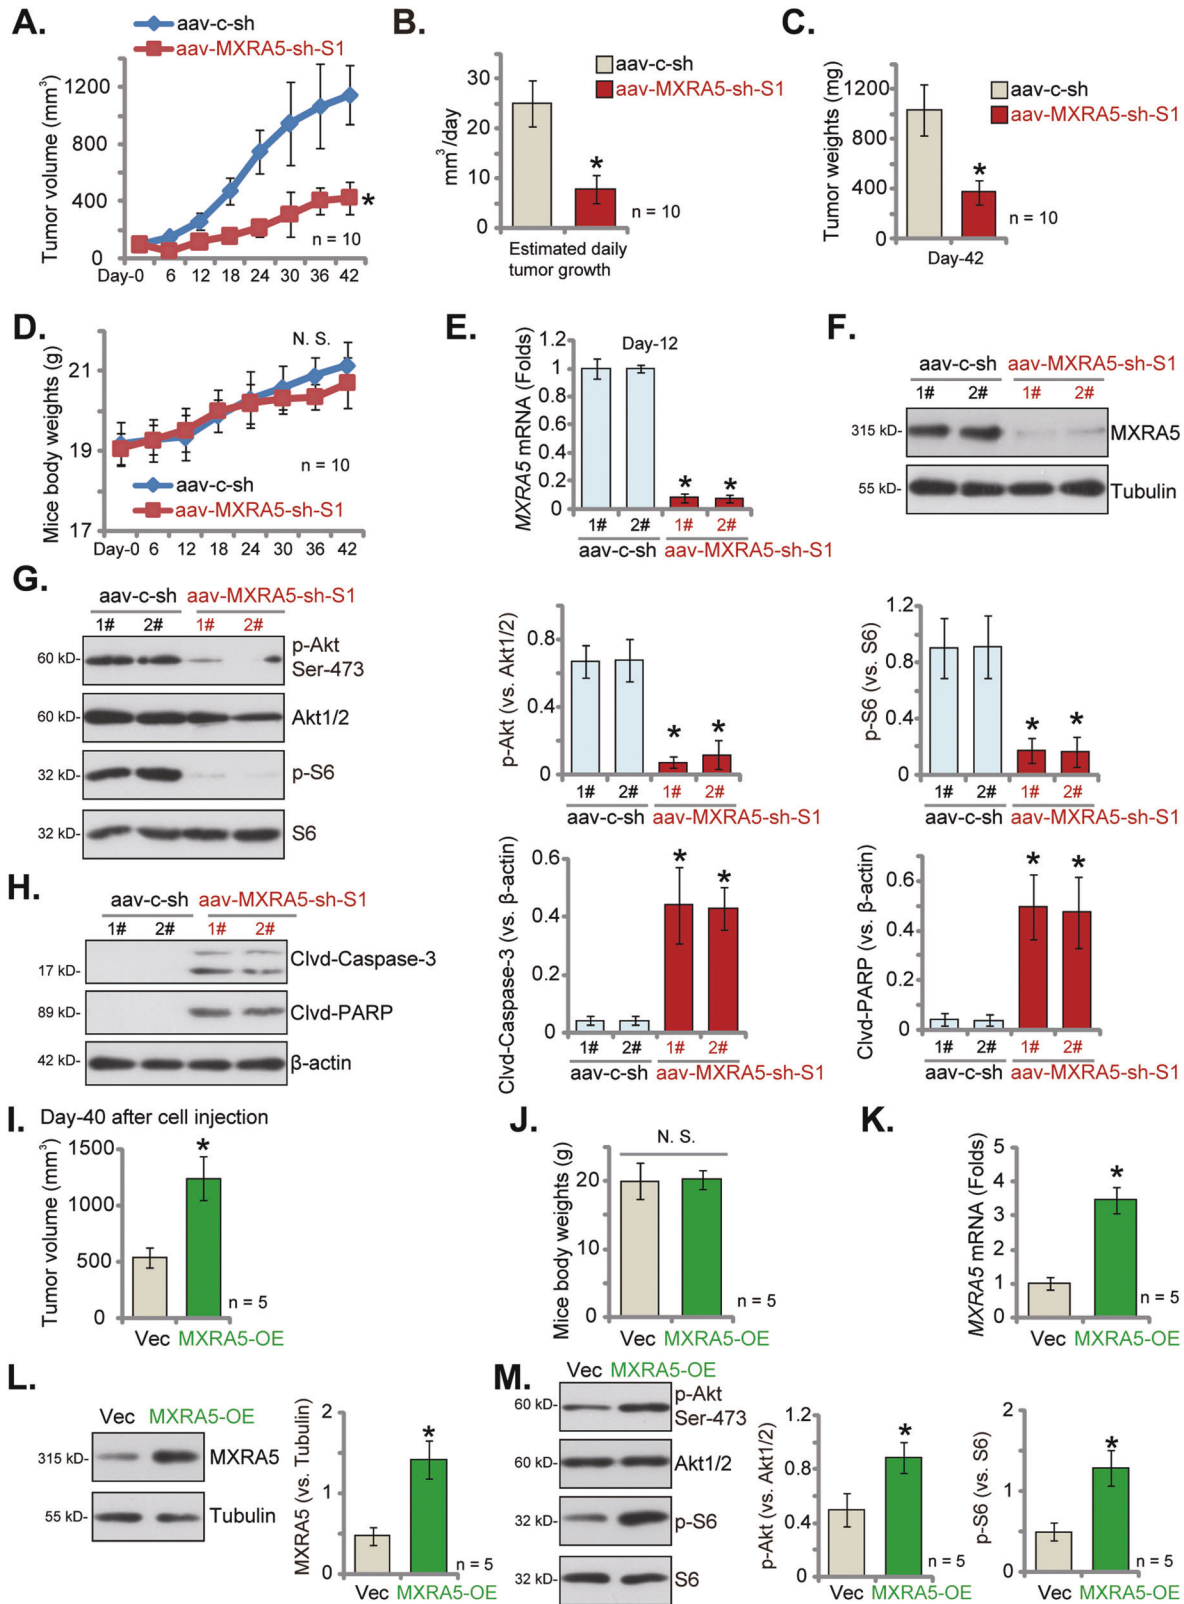 A.
aav-c-sh
aav-MXRA5-sh-S1
Tumor volume (mm³)
1200
800
400
0
n = 10
*
Day-0 6 12 18 24 30 36 42
B.
aav-c-sh
aav-MXRA5-sh-S1
mm³/day
35
25
15
5
0
*
n = 10
Estimated daily
tumor growth
C.
aav-c-sh
aav-MXRA5-sh-S1
Tumor weights (mg)
1200
800
400
0
*
n = 10
Day-42
D.
N. S.
Mice body weights (g)
21
19
17
n = 10
aav-c-sh
aav-MXRA5-sh-S1
Day-0 6 12 18 24 30 36 42
E.
MXRA5 mRNA (Folds)
Day-12
1.2
1
0.8
0.6
0.4
0.2
0
* *
1# 2# 1# 2#
aav-c-sh aav-MXRA5-sh-S1
F.
aav-c-sh aav-MXRA5-sh-S1
1# 2# 1# 2#
315 kD- MXRA5
55 kD- Tubulin
G.
aav-c-sh aav-MXRA5-sh-S1
1# 2# 1# 2#
60 kD- p-Akt
Ser-473
60 kD- Akt1/2
32 kD- p-S6
32 kD- S6
p-Akt (vs. Akt1/2)
0.8
0.4
0
* *
1# 2# 1# 2#
aav-c-sh aav-MXRA5-sh-S1
p-S6 (vs. S6)
1.2
0.8
0.4
0
* *
1# 2# 1# 2#
aav-c-sh aav-MXRA5-sh-S1
H.
aav-c-sh aav-MXRA5-sh-S1
1# 2# 1# 2#
17 kD- Clvd-Caspase-3
89 kD- Clvd-PARP
42 kD- β-actin
Clvd-Caspase-3 (vs. β-actin)
0.6
0.4
0.2
0
* *
1# 2# 1# 2#
aav-c-sh aav-MXRA5-sh-S1
Clvd-PARP (vs. β-actin)
0.6
0.4
0.2
0
* *
1# 2# 1# 2#
aav-c-sh aav-MXRA5-sh-S1
I.
Day-40 after cell injection
Tumor volume (mm³)
1500
1000
500
0
*
n = 5
Vec MXRA5-OE
J.
N. S.
Mice body weights (g)
20
10
0
n = 5
Vec MXRA5-OE
K.
MXRA5 mRNA (Folds)
5
4
3
2
1
0
*
n = 5
Vec MXRA5-OE
L.
Vec MXRA5-OE
315 kD- MXRA5
55 kD- Tubulin
MXRA5 (vs. Tubulin)
2
1
0
*
n = 5
Vec MXRA5-OE
M.
Vec MXRA5-OE
60 kD- p-Akt
Ser-473
60 kD- Akt1/2
32 kD- p-S6
32 kD- S6
p-Akt (vs. Akt1/2)
1.2
0.8
0.4
0
*
n = 5
Vec MXRA5-OE
p-S6 (vs. S6)
2
1
0
*
n = 5
Vec MXRA5-OE